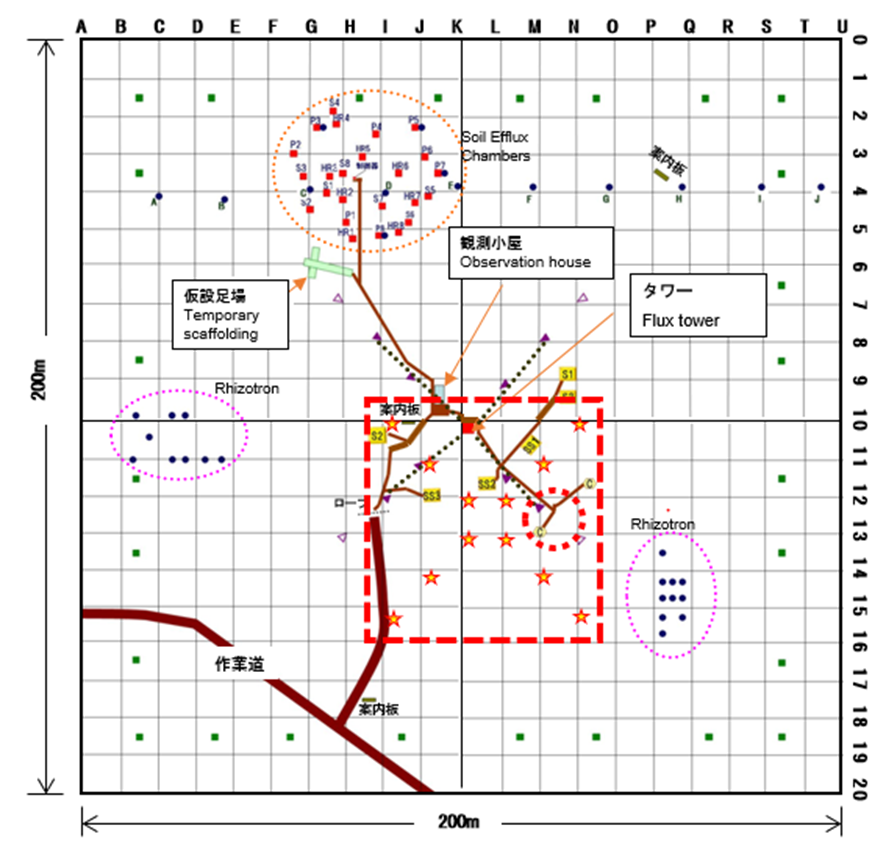 A B C D E F G H I J K L M N O P Q R S T U
0
1
2
3
4
5
6
7
8
9
10
11
12
13
14
15
16
17
18
19
20
200m
200m
S4
P3
HR4
P4
P5
Soil Efflux
Chambers
P2
HR5
P6
案内板
S3
HR3
S8
HR6
P7
C
S1
HR2
D
E
S2
S7
HR7
S5
A
B
F
G
H
I
J
P1
S6
HR1
P8
HR8
観測小屋
Observation house
仮設足場
Temporary
scaffolding
タワー
Flux tower
Rhizotron
S1
案内板
S2
SS1
SS2
SS3
C
C
ロープ
Rhizotron
作業道
案内板